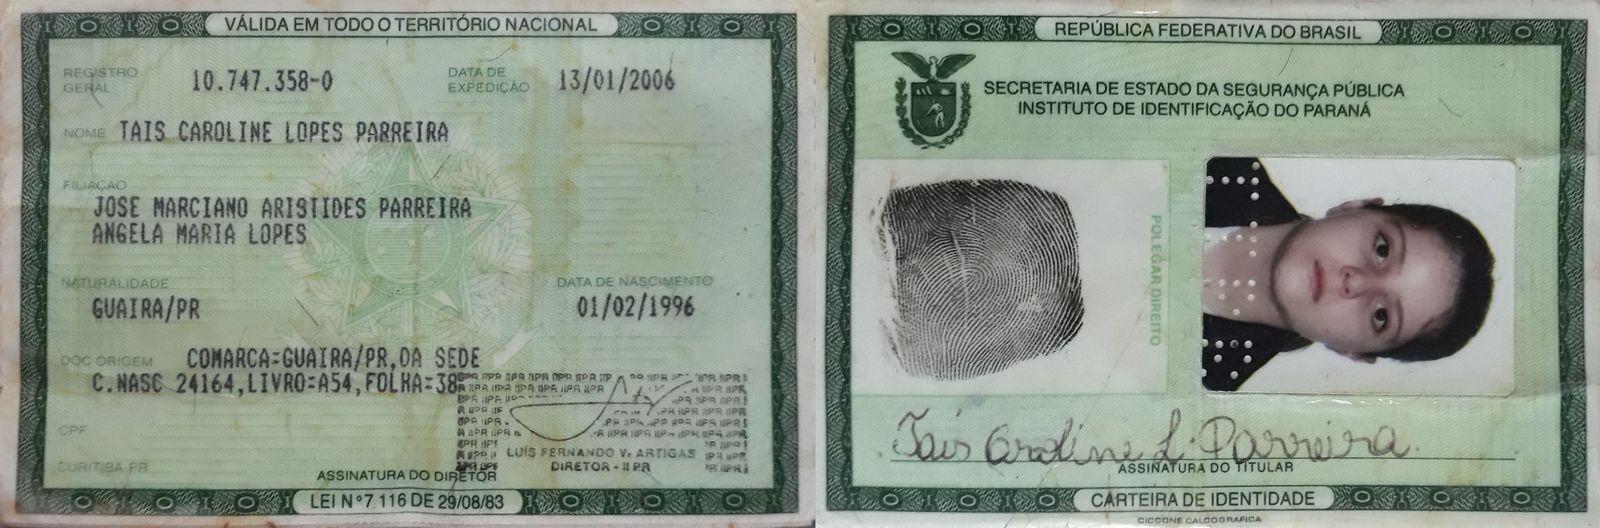 VÁLIDA EM TODO O TERRITÓRIO NACIONAL
REGISTRO GERAL 10.747.358-0 DATA DE EXPEDIÇÃO 13/01/2006
NOME TAIS CAROLINE LOPES PARREIRA
FILIAÇÃO
JOSE MARCIANO ARISTIDES PARREIRA
ANGELA MARIA LOPES
NATURALIDADE DATA DE NASCIMENTO
GUAIRA/PR 01/02/1996
DOC ORIGEM COMARCA=GUAIRA/PR,DA SEDE
C.NASC 24164,LIVRO=A54,FOLHA=38
CPF
CURITIBA-PR
LUÍS FERNANDO V. ARTIGAS
DIRETOR - IIPR
ASSINATURA DO DIRETOR
LEI Nº 7.116 DE 29/08/83
REPÚBLICA FEDERATIVA DO BRASIL
SECRETARIA DE ESTADO DA SEGURANÇA PÚBLICA
INSTITUTO DE IDENTIFICAÇÃO DO PARANÁ
POLEGAR DIREITO
Taís Caroline L. Parreira
ASSINATURA DO TITULAR
CARTEIRA DE IDENTIDADE
CICCONE CALCOGRAFICA